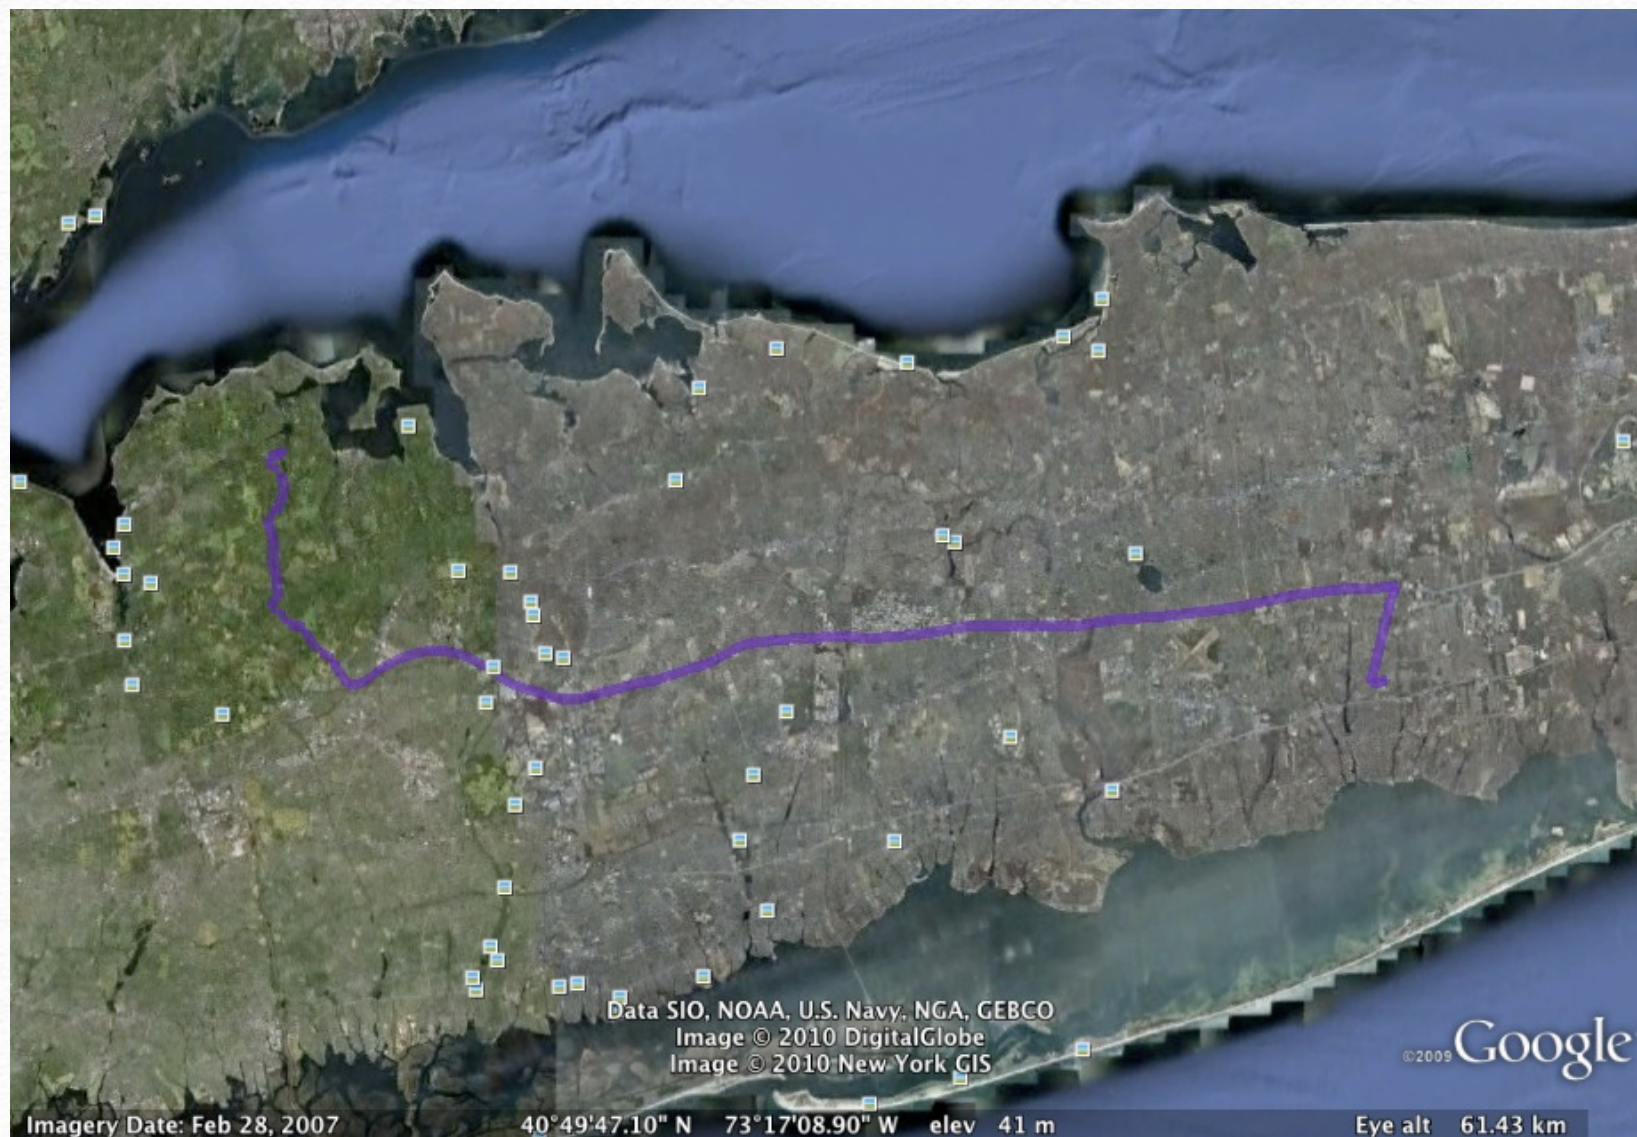 Data SIO, NOAA, U.S. Navy, NGA, GEBCO
Image © 2010 DigitalGlobe
Image © 2010 New York GIS
©2009 Google
Imagery Date: Feb 28, 2007 40°49'47.10" N 73°17'08.90" W elev 41 m Eye alt 61.43 km